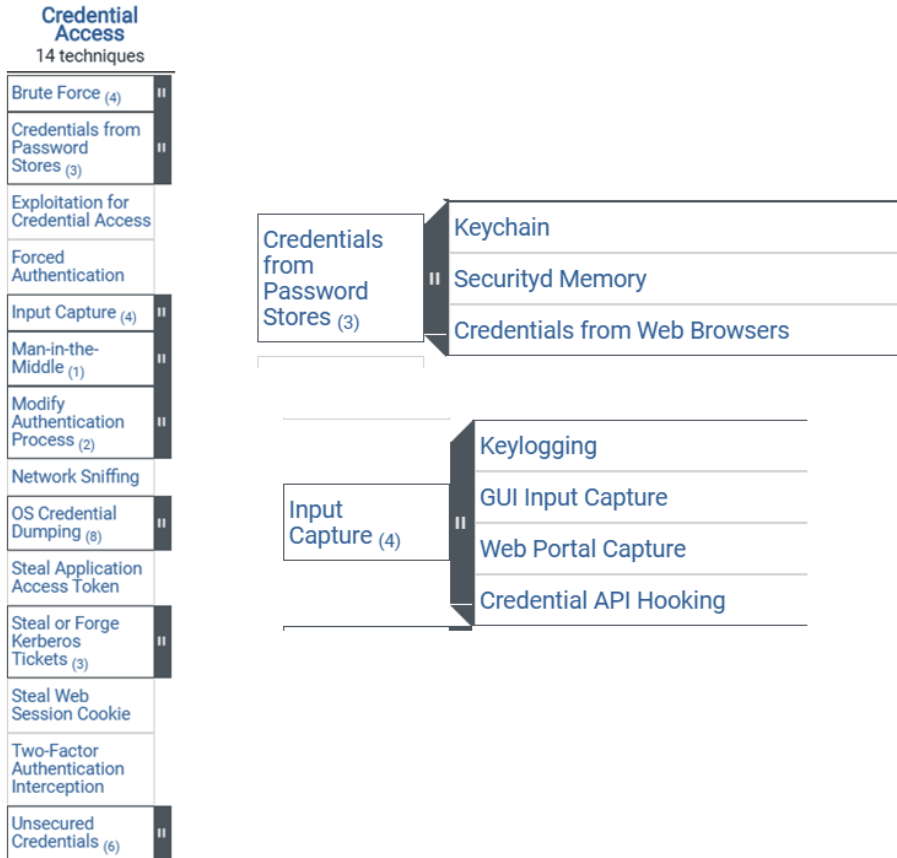 Credential
Access
14 techniques
Brute Force (4)
Credentials from
Password
Stores (3)
Exploitation for
Credential Access
Forced
Authentication
Input Capture (4)
Man-in-the-
Middle (1)
Modify
Authentication
Process (2)
Network Sniffing
OS Credential
Dumping (8)
Steal Application
Access Token
Steal or Forge
Kerberos
Tickets (3)
Steal Web
Session Cookie
Two-Factor
Authentication
Interception
Unsecured
Credentials (6)
Credentials
from
Password
Stores (3)
Keychain
Securityd Memory
Credentials from Web Browsers
Input
Capture (4)
Keylogging
GUI Input Capture
Web Portal Capture
Credential API Hooking